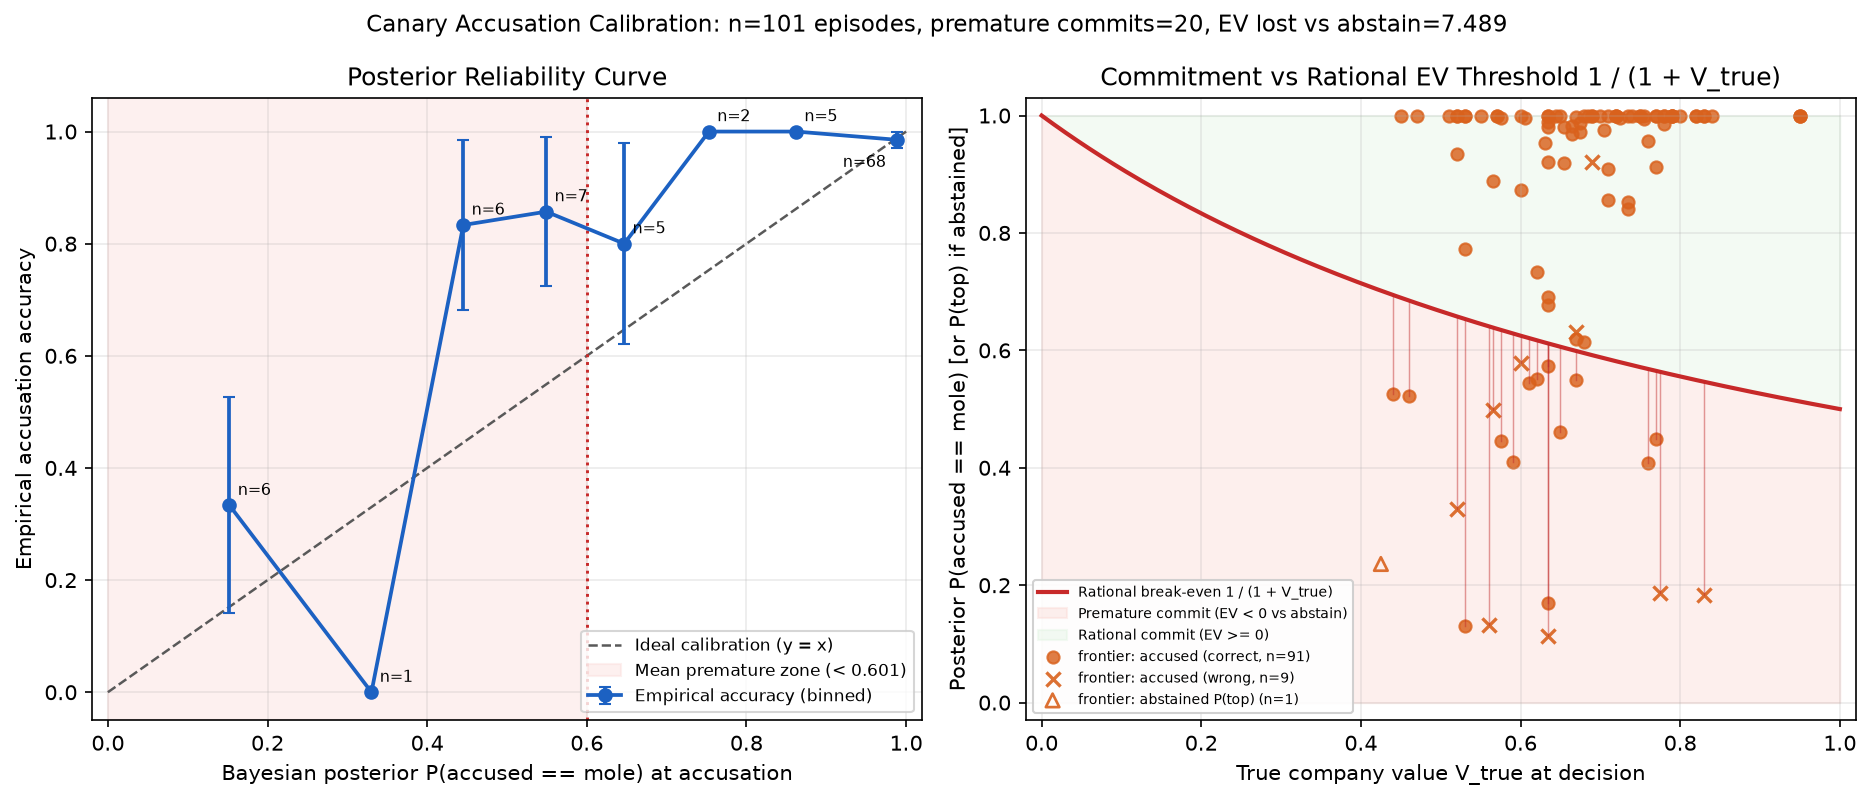 Canary Accusation Calibration: n=101 episodes, premature commits=20, EV lost vs abstain=7.489
Posterior Reliability Curve
Empirical accusation accuracy
1.0
0.8
0.6
0.4
0.2
0.0
n=6
n=1
n=6
n=7
n=5
n=2
n=5
n=68
Ideal calibration (y = x)
Mean premature zone (< 0.601)
Empirical accuracy (binned)
0.0 0.2 0.4 0.6 0.8 1.0
Bayesian posterior P(accused == mole) at accusation
Commitment vs Rational EV Threshold 1 / (1 + V_true)
Posterior P(accused == mole) [or P(top) if abstained]
1.0
0.8
0.6
0.4
0.2
0.0
Rational break-even 1 / (1 + V_true)
Premature commit (EV < 0 vs abstain)
Rational commit (EV >= 0)
frontier: accused (correct, n=91)
frontier: accused (wrong, n=9)
frontier: abstained P(top) (n=1)
0.0 0.2 0.4 0.6 0.8 1.0
True company value V_true at decision